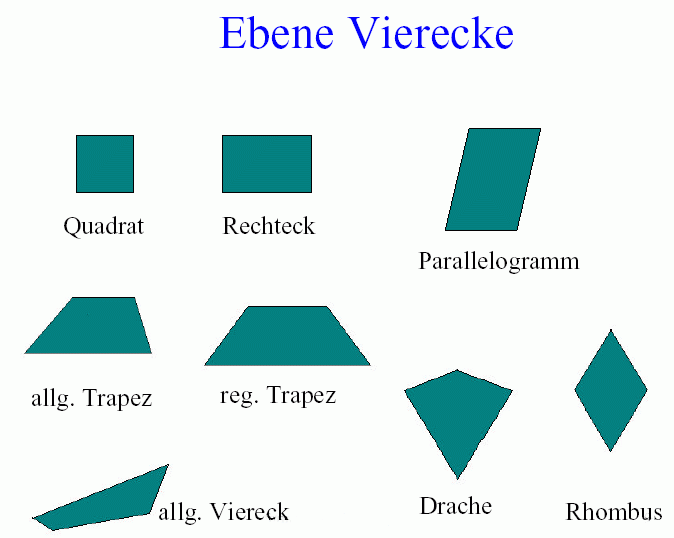 Ebene Vierecke
Quadrat
Rechteck
Parallelogramm
allg. Trapez
reg. Trapez
Drache
Rhombus
allg. Viereck